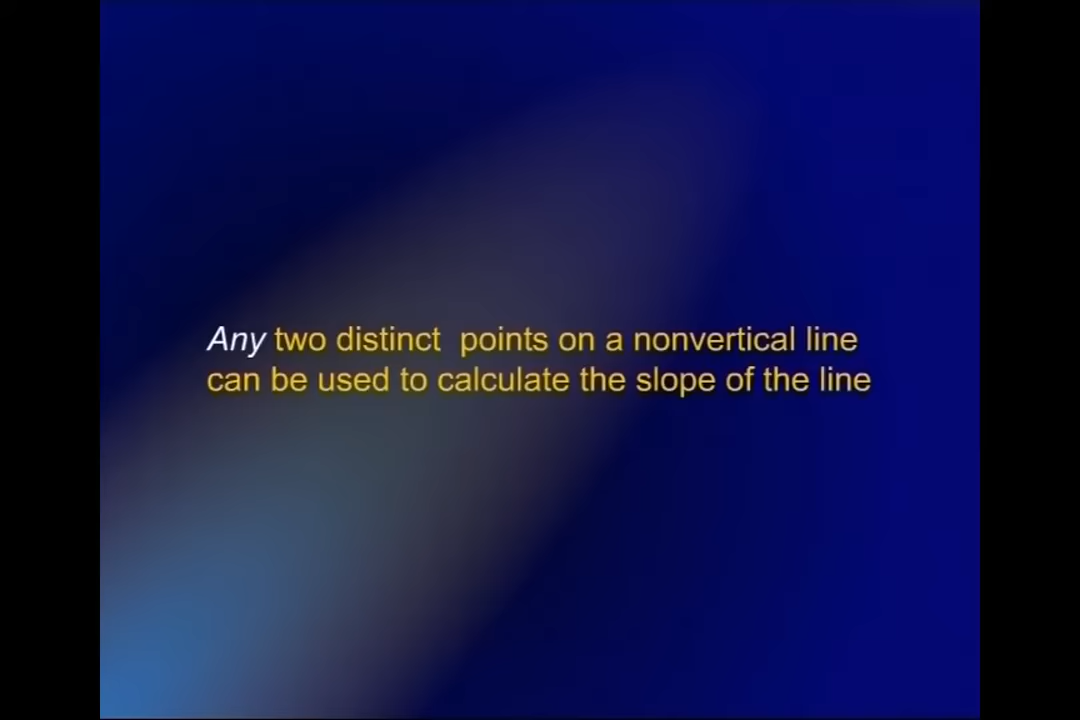 Any two distinct points on a nonvertical line
can be used to calculate the slope of the line